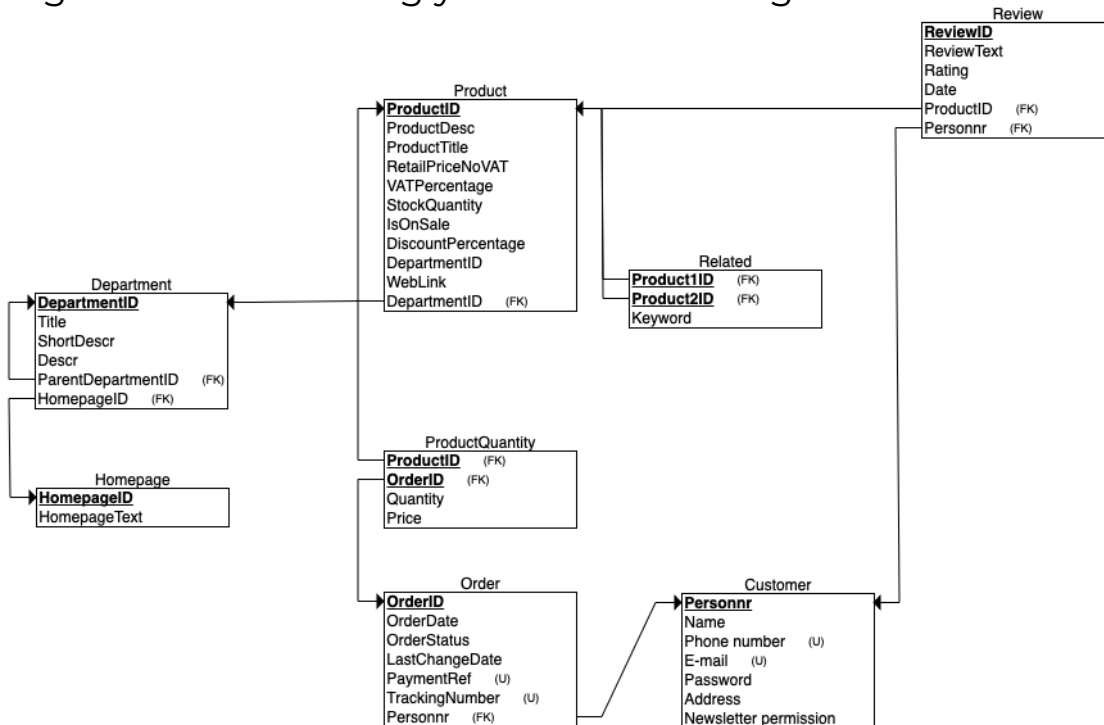 Review
ReviewID
ReviewText
Rating
Date
ProductID (FK)
Personnr (FK)
Product
ProductID
ProductDesc
ProductTitle
RetailPriceNoVAT
VATPercentage
StockQuantity
IsOnSale
DiscountPercentage
DepartmentID
WebLink
DepartmentID (FK)
Related
Product1ID (FK)
Product2ID (FK)
Keyword
Department
DepartmentID
Title
ShortDescr
Descr
ParentDepartmentID (FK)
HomepageID (FK)
Homepage
HomepageID
HomepageText
ProductQuantity
ProductID (FK)
OrderID (FK)
Quantity
Price
Order
OrderID
OrderDate
OrderStatus
LastChangeDate
PaymentRef (U)
TrackingNumber (U)
Personnr (FK)
Customer
Personnr
Name
Phone number (U)
E-mail (U)
Password
Address
Newsletter permission